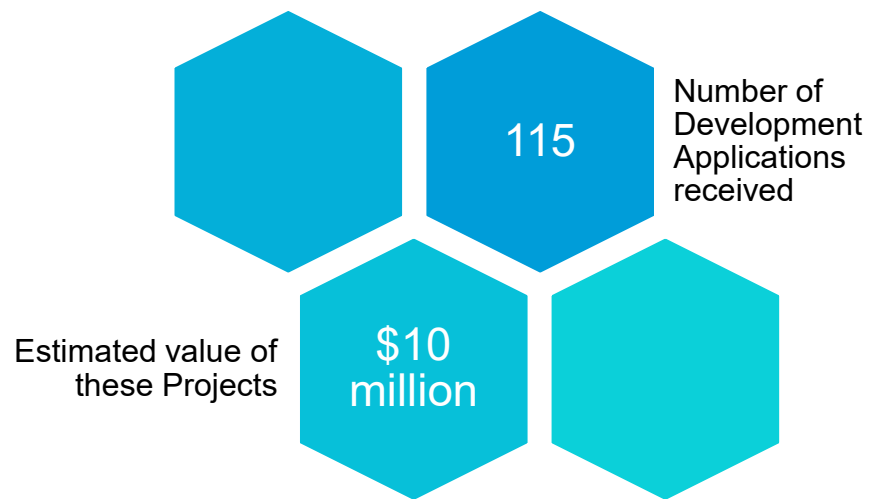 115
Number of
Development
Applications
received
Estimated value of
these Projects
$10
million